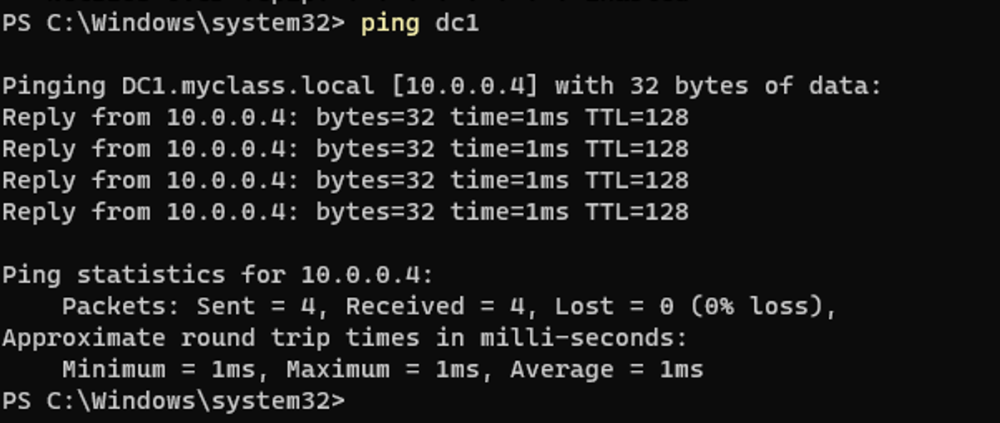 PS C:\Windows\system32> ping dc1
Pinging DC1.myclass.local [10.0.0.4] with 32 bytes of data:
Reply from 10.0.0.4: bytes=32 time=1ms TTL=128
Reply from 10.0.0.4: bytes=32 time=1ms TTL=128
Reply from 10.0.0.4: bytes=32 time=1ms TTL=128
Reply from 10.0.0.4: bytes=32 time=1ms TTL=128
Ping statistics for 10.0.0.4:
    Packets: Sent = 4, Received = 4, Lost = 0 (0% loss),
Approximate round trip times in milli-seconds:
    Minimum = 1ms, Maximum = 1ms, Average = 1ms
PS C:\Windows\system32>